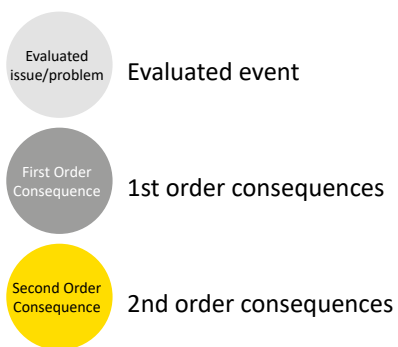 Evaluated
issue/problem
Evaluated event
First Order
Consequence
1st order consequences
Second Order
Consequence
2nd order consequences